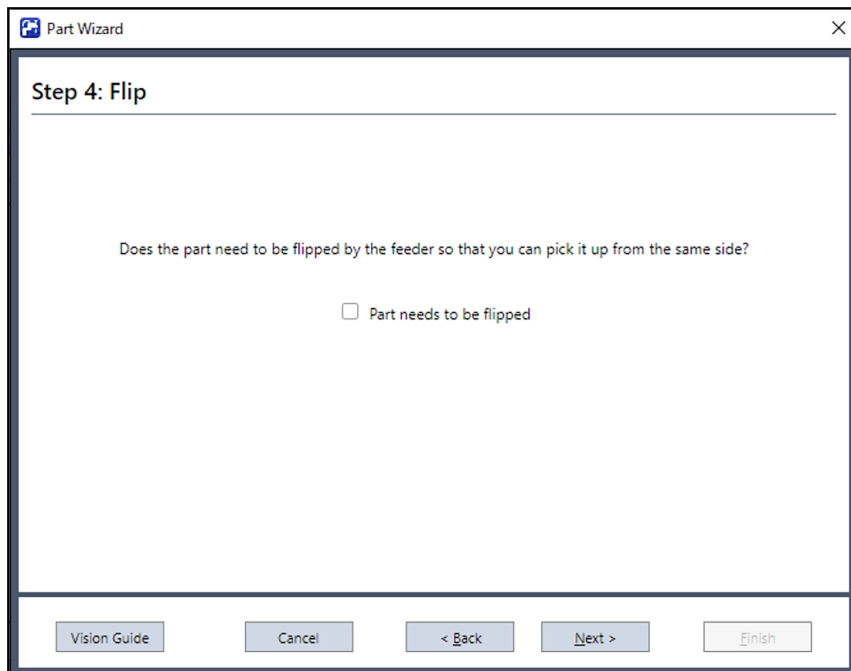 Part Wizard
Step 4: Flip
Does the part need to be flipped by the feeder so that you can pick it up from the same side?
Part needs to be flipped
Vision Guide Cancel < Back Next > Finish